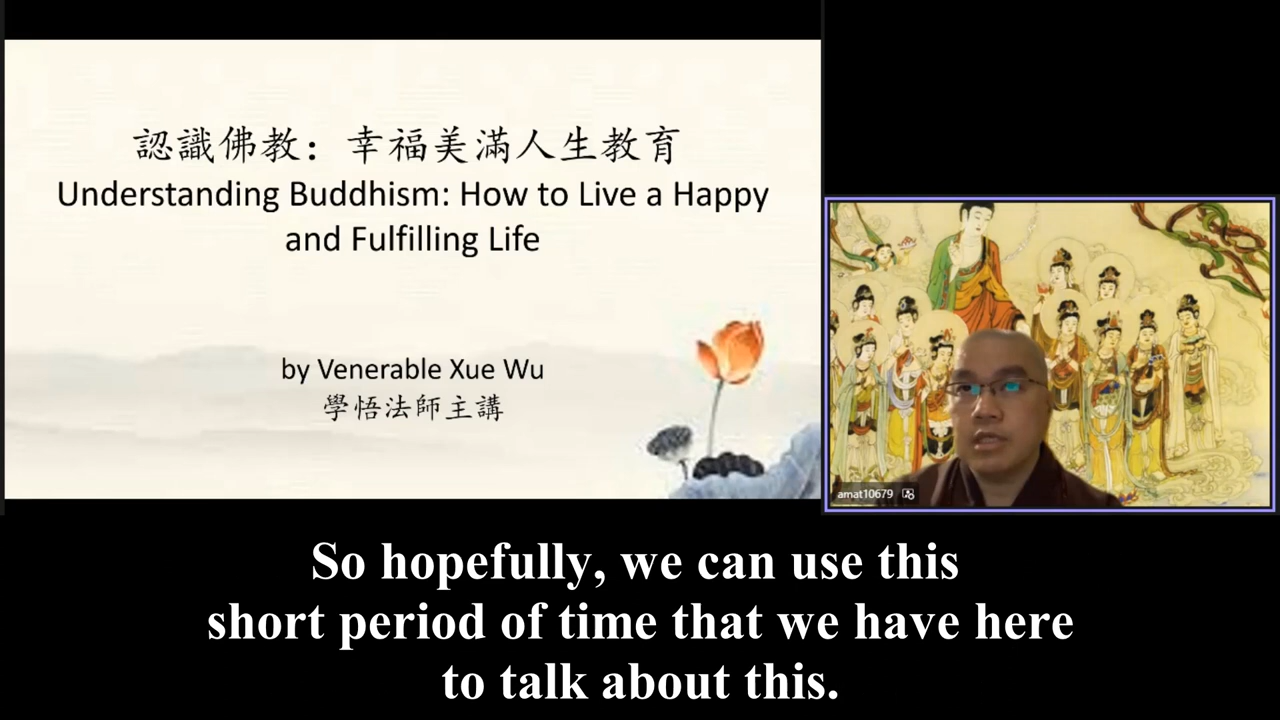 認識佛教：幸福美滿人生教育
Understanding Buddhism: How to Live a Happy
and Fulfilling Life
by Venerable Xue Wu
學悟法師主講
amat10679
So hopefully, we can use this
short period of time that we have here
to talk about this.